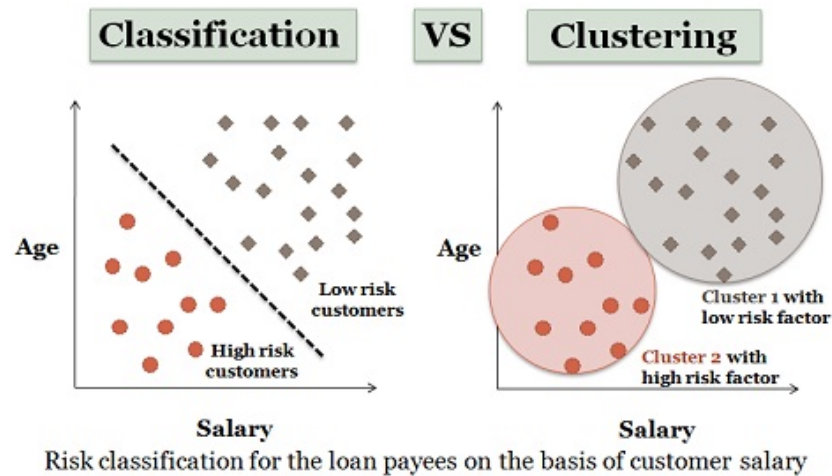 Classification
VS
Clustering
Age
Low risk
customers
High risk
customers
Salary
Age
Cluster 1 with
low risk factor
Cluster 2 with
high risk factor
Salary
Risk classification for the loan payees on the basis of customer salary